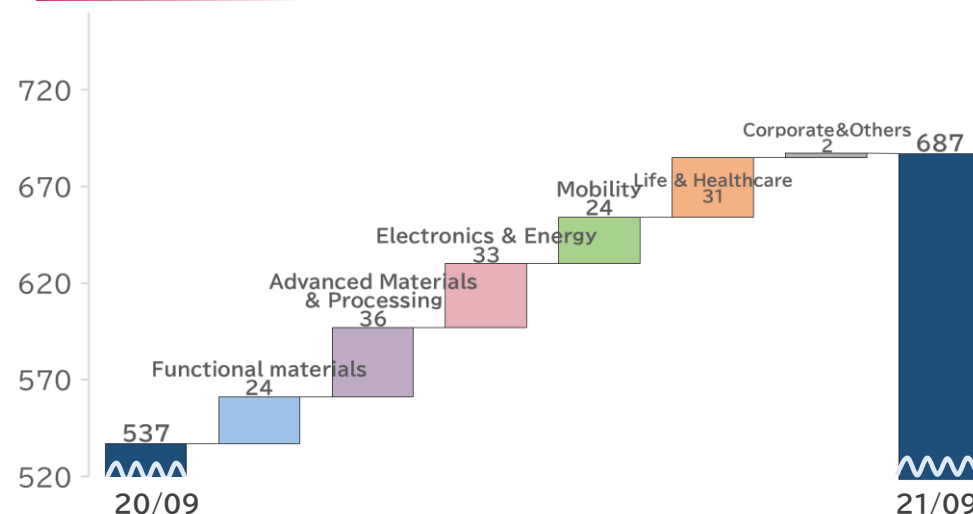 720
670
620
570
520
537
20/09
Functional materials
24
Advanced Materials
& Processing
36
Electronics & Energy
33
Mobility
24
Life & Healthcare
31
Corporate&Others
2
687
21/09